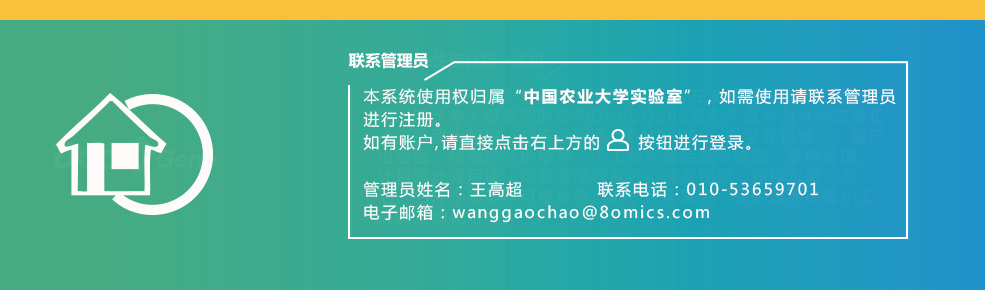 联系管理员
本系统使用权归属“中国农业大学实验室”，如需使用请联系管理员
进行注册。
如有账户,请直接点击右上方的 按钮进行登录。
管理员姓名：王高超 联系电话：010-53659701
电子邮箱：wanggaochao@8omics.com